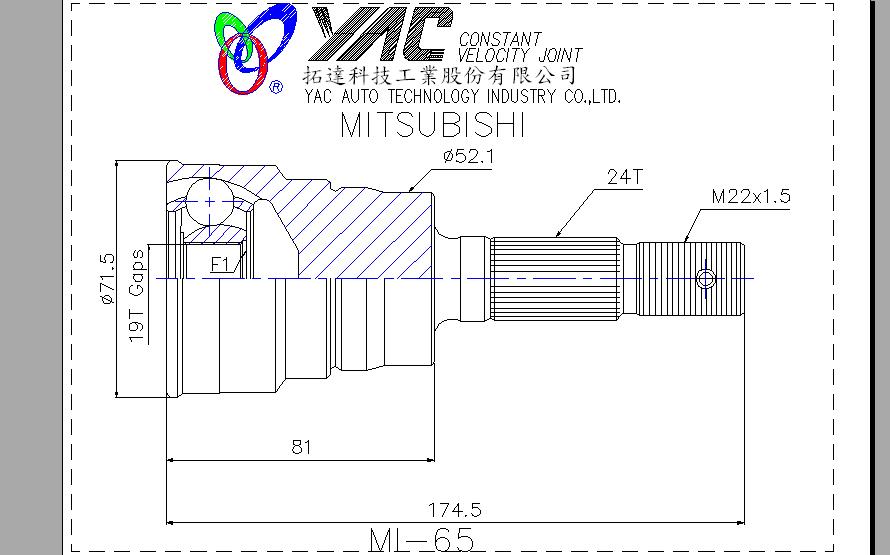 YAC CONSTANT
VELOCITY JOINT
®
拓達科技工業股份有限公司
YAC AUTO TECHNOLOGY INDUSTRY CO.,LTD.
MITSUBISHI
ø52.1
24T
M22x1.5
F1
19T Gaps
ø71.5
81
174.5
MI-65